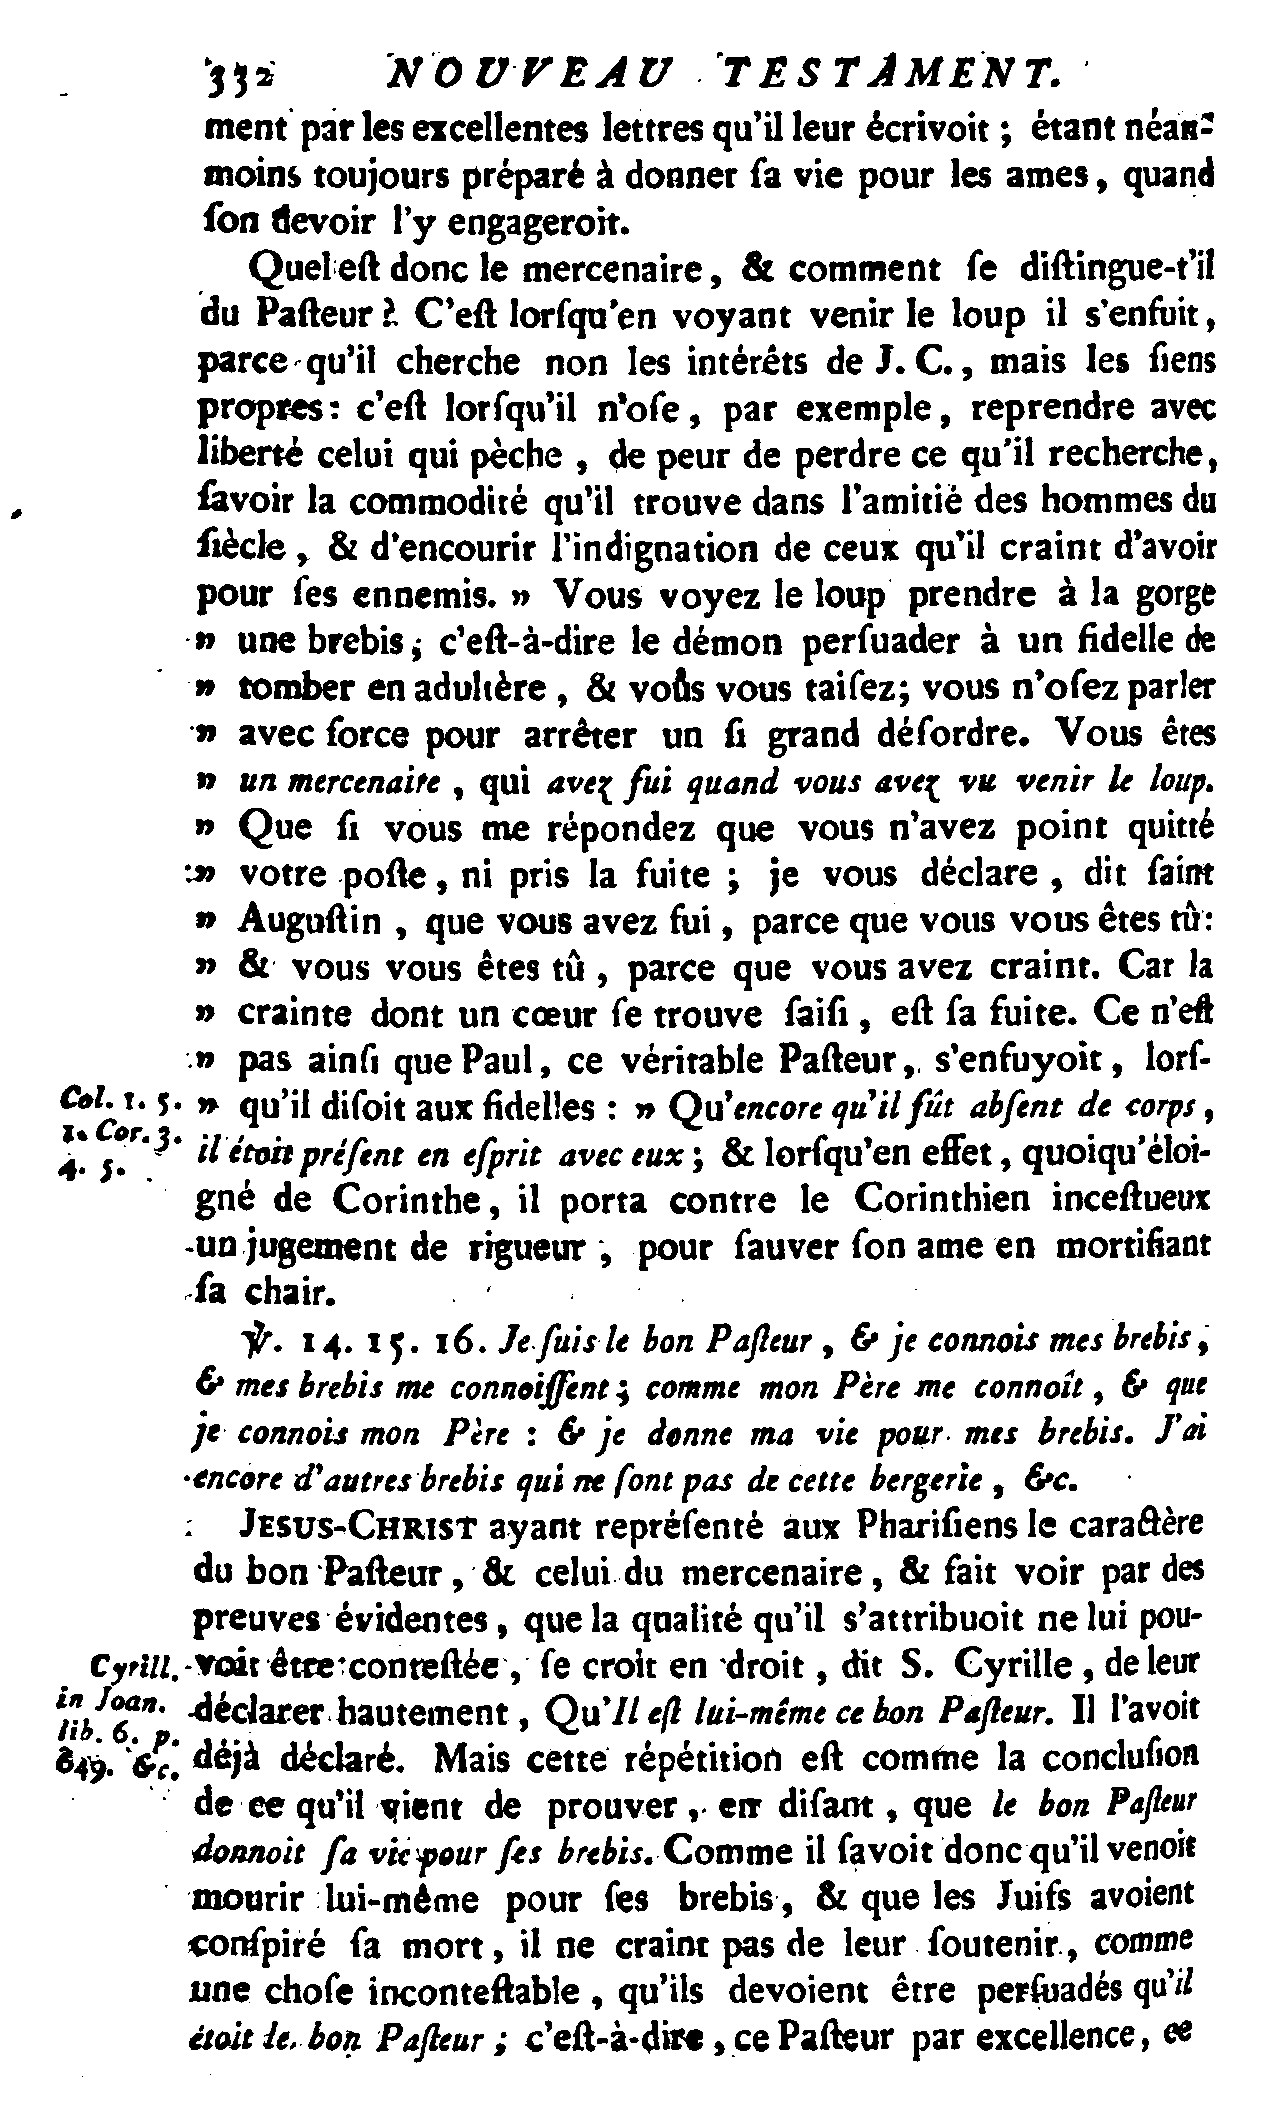 332 NOUVEAU TESTAMENT.
ment par les excellentes lettres qu'il leur écrivoit ; étant néan-
moins toujours préparé à donner ſa vie pour les ames, quand
ſon devoir l'y engageroit.
Quel eſt donc le mercenaire, & comment ſe diſtingue-t'il
du Paſteur ? C'eſt lorſqu'en voyant venir le loup il s'enfuit,
parce qu'il cherche non les intérêts de J. C., mais les ſiens
propres : c'eſt lorſqu'il n'oſe, par exemple, reprendre avec
liberté celui qui pèche, de peur de perdre ce qu'il recherche,
ſavoir la commodité qu'il trouve dans l'amitié des hommes du
ſiècle, & d'encourir l'indignation de ceux qu'il craint d'avoir
pour ſes ennemis. » Vous voyez le loup prendre à la gorge
» une brebis ; c'eſt-à-dire le démon perſuader à un fidelle de
» tomber en adultère, & vous vous taiſez ; vous n'oſez parler
» avec force pour arrêter un ſi grand déſordre. Vous êtes
» un mercenaire, qui avez fui quand vous avez vu venir le loup.
» Que ſi vous me répondez que vous n'avez point quitté
» votre poſte, ni pris la fuite ; je vous déclare, dit ſaint
» Auguſtin, que vous avez fui, parce que vous vous êtes tû :
» & vous vous êtes tû, parce que vous avez craint. Car la
» crainte dont un cœur ſe trouve ſaiſi, eſt ſa fuite. Ce n'eſt
» pas ainſi que Paul, ce véritable Paſteur, s'enfuyoit, lorſ-
Col. 1. 5. » qu'il diſoit aux fidelles : » Qu'encore qu'il fût abſent de corps,
1. Cor. 3. il étoit préſent en eſprit avec eux ; & lorſqu'en effet, quoiqu'éloi-
4. 5.
gné de Corinthe, il porta contre le Corinthien inceſtueux
un jugement de rigueur, pour ſauver ſon ame en mortifiant
ſa chair.
℣. 14. 15. 16. Je ſuis le bon Paſteur, & je connois mes brebis,
& mes brebis me connoiſſent ; comme mon Père me connoît, & que
je connois mon Père : & je donne ma vie pour mes brebis. J'ai
encore d'autres brebis qui ne ſont pas de cette bergerie, &c.
JESUS-CHRIST ayant repréſenté aux Phariſiens le caractère
du bon Paſteur, & celui du mercenaire, & fait voir par des
preuves évidentes, que la qualité qu'il s'attribuoit ne lui pou-
Cyrill. voit être conteſtée, ſe croit en droit, dit S. Cyrille, de leur
in Joan. déclarer hautement, Qu'Il eſt lui-même ce bon Paſteur. Il l'avoit
lib. 6. p.
649. &c. déjà déclaré. Mais cette répétition eſt comme la concluſion
de ce qu'il vient de prouver, en diſant, que le bon Paſteur
donnoit ſa vie pour ſes brebis. Comme il ſavoit donc qu'il venoit
mourir lui-même pour ſes brebis, & que les Juifs avoient
conſpiré ſa mort, il ne craint pas de leur ſoutenir, comme
une choſe inconteſtable, qu'ils devoient être perſuadés qu'il
étoit le bon Paſteur ; c'eſt-à-dire, ce Paſteur par excellence, ce